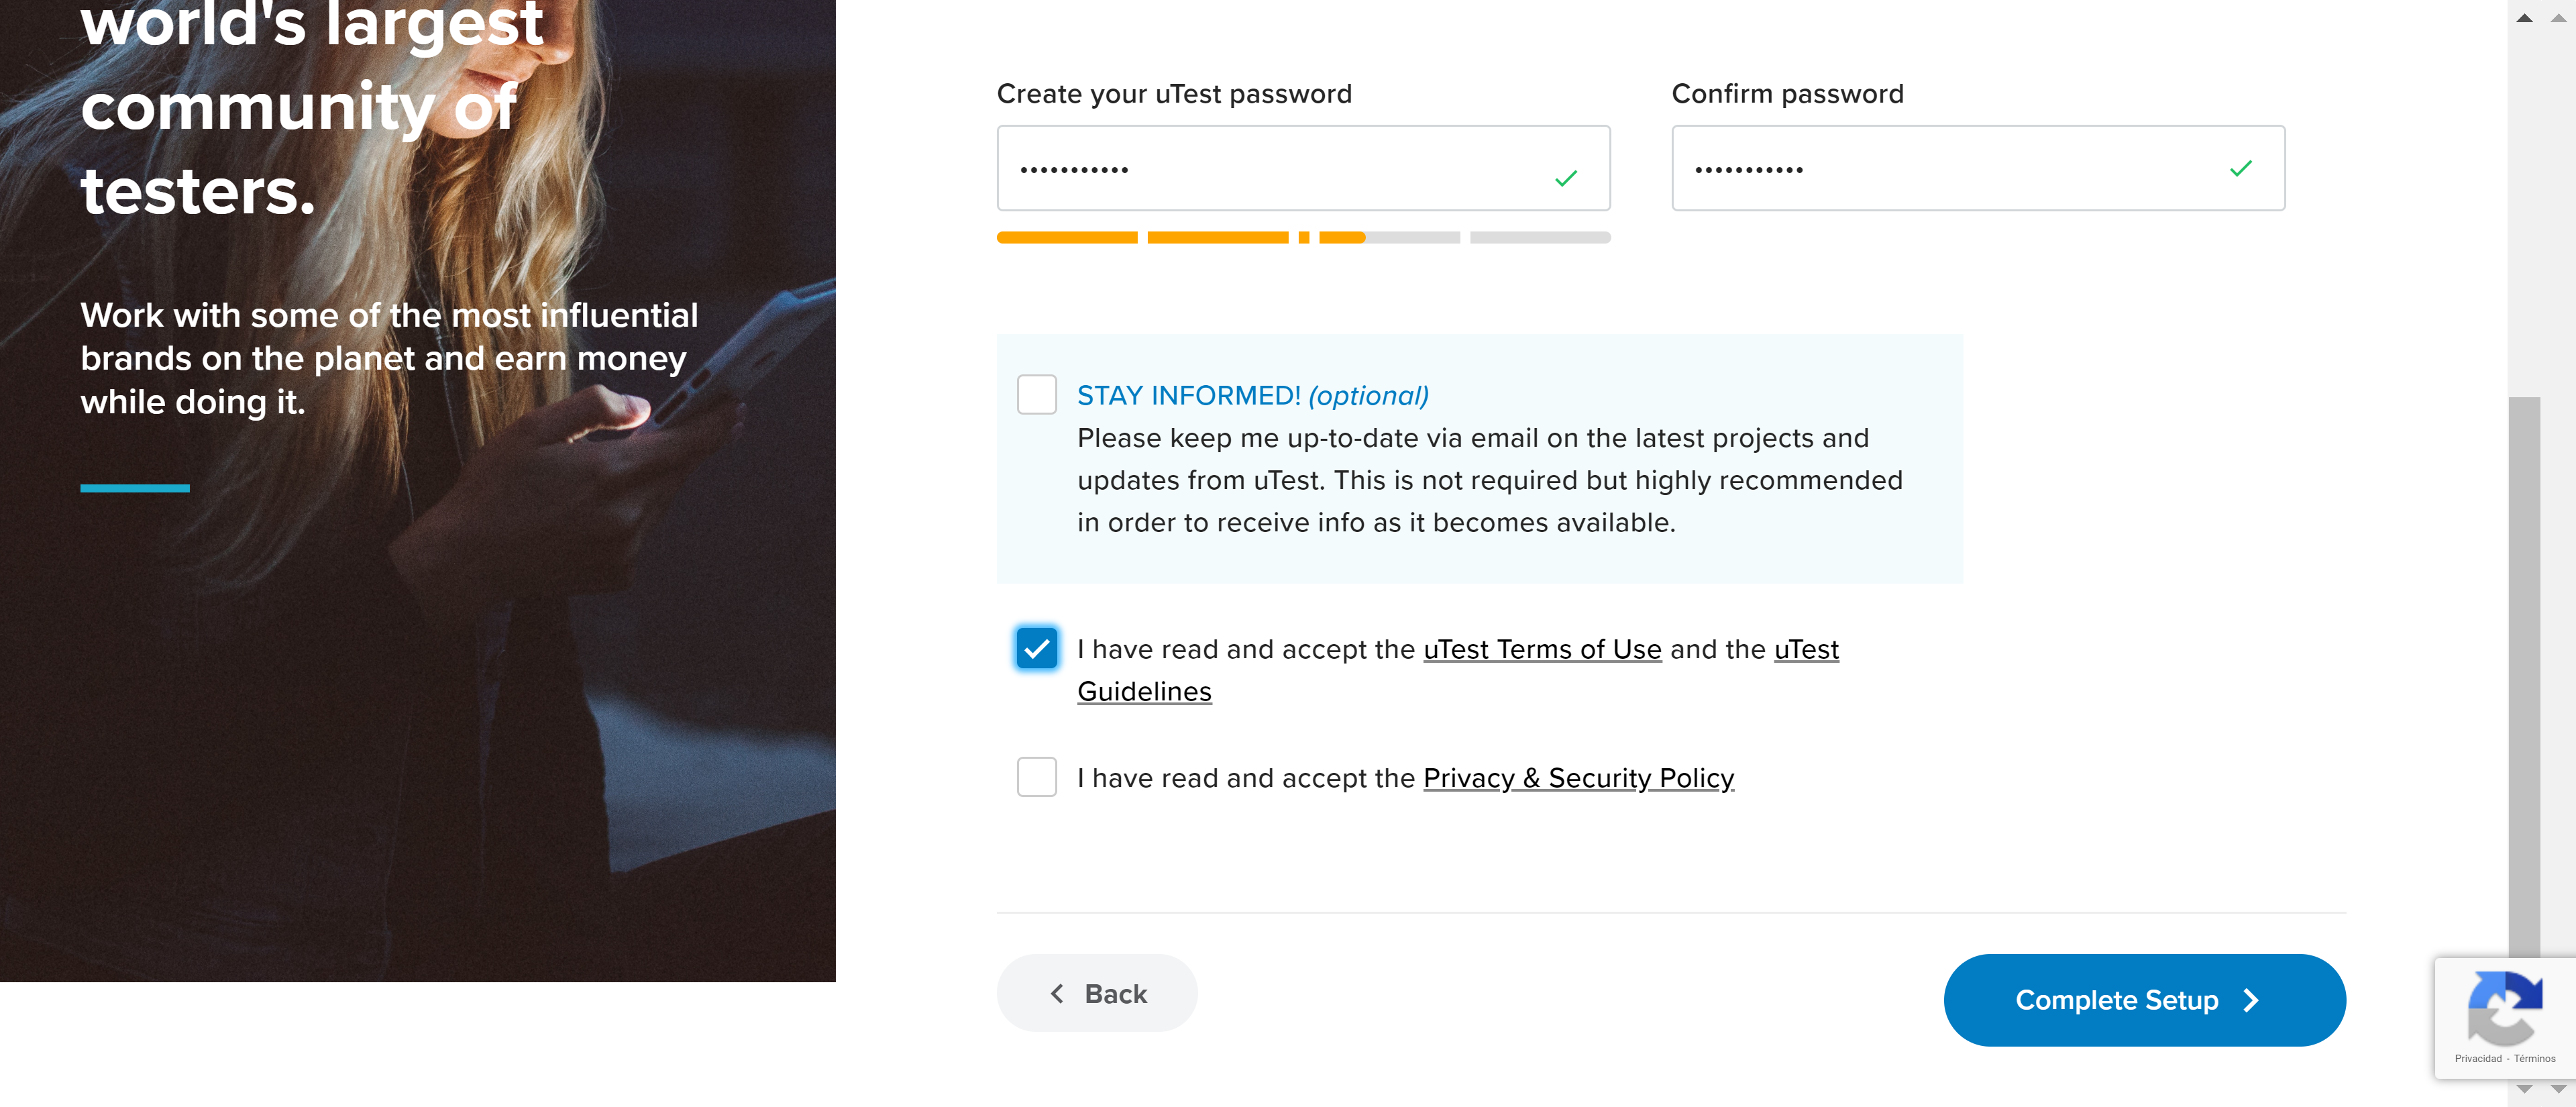 world's largest
community of
testers.
Work with some of the most influential
brands on the planet and earn money
while doing it.
Create your uTest password
Confirm password
•••••••••••
•••••••••••
STAY INFORMED! (optional)
Please keep me up-to-date via email on the latest projects and
updates from uTest. This is not required but highly recommended
in order to receive info as it becomes available.
I have read and accept the uTest Terms of Use and the uTest
Guidelines
I have read and accept the Privacy & Security Policy
Back
Complete Setup
Privacidad - Términos